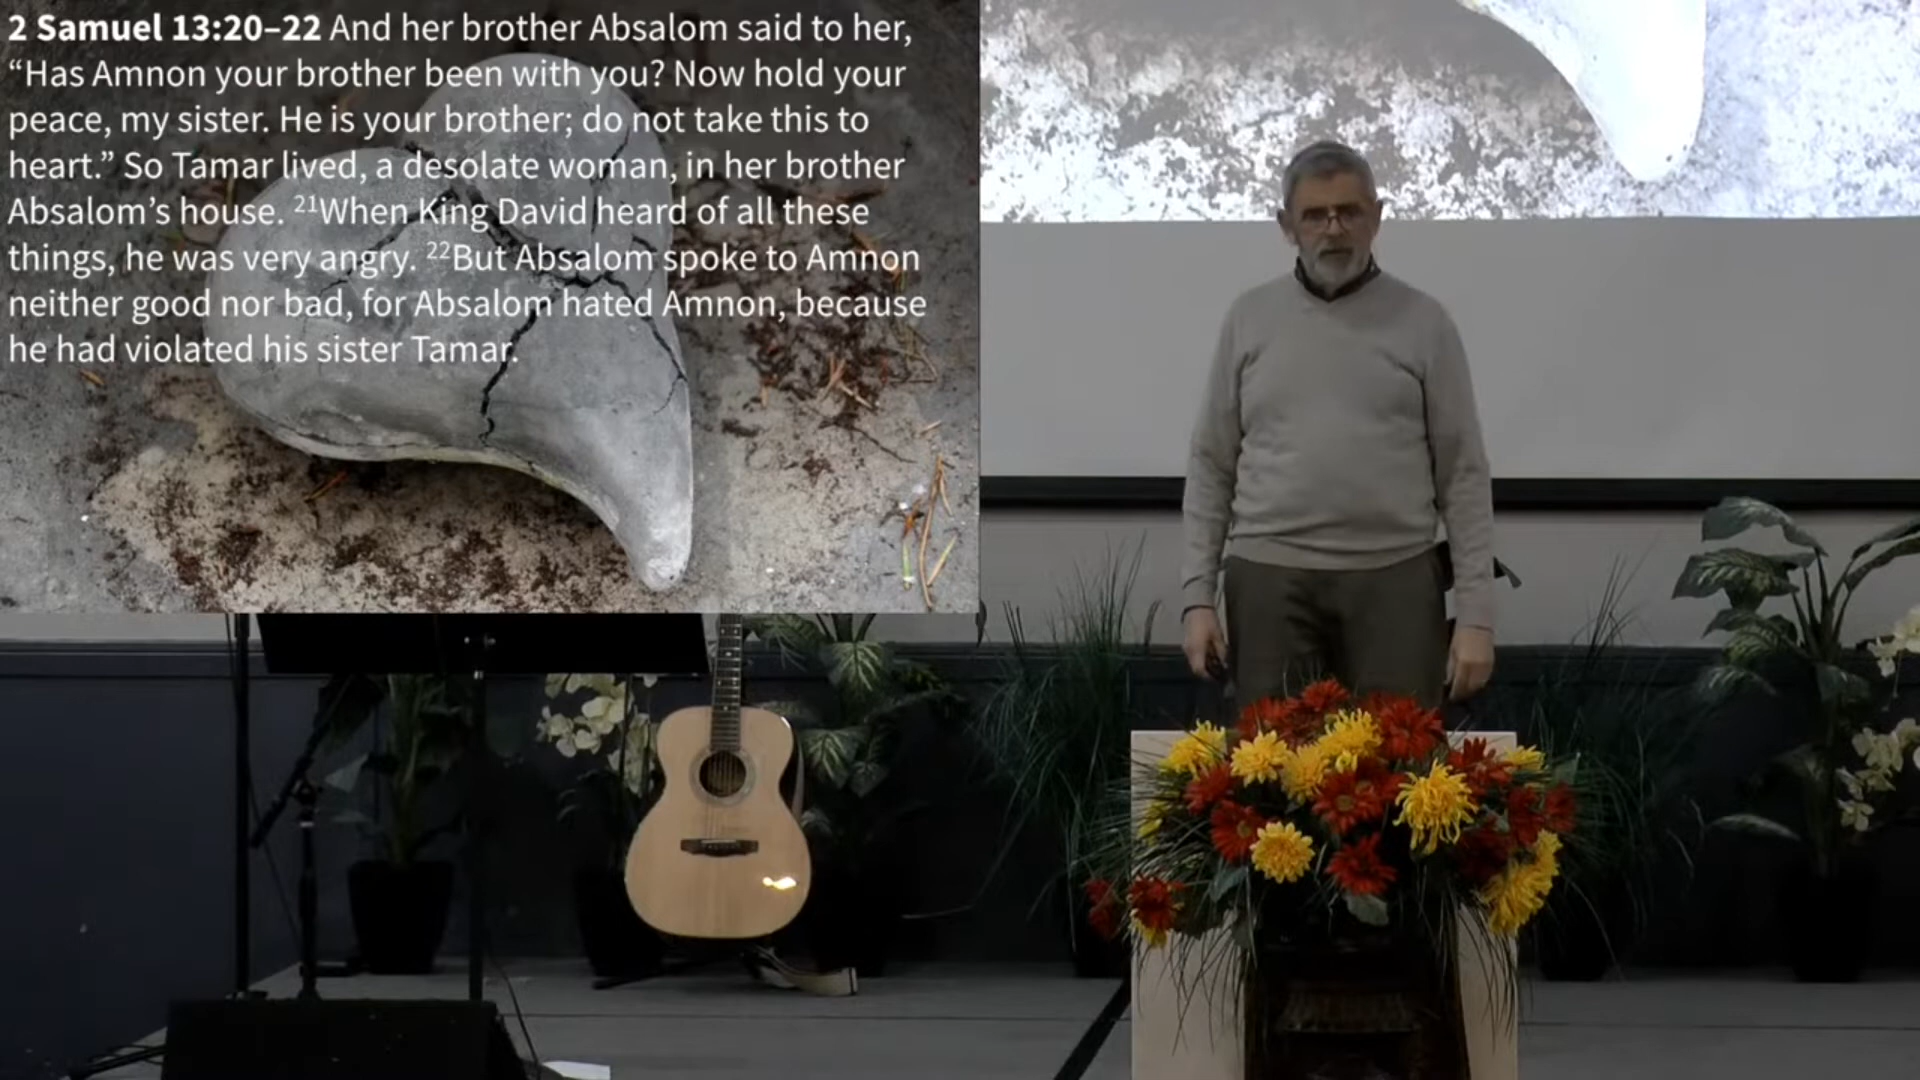 2 Samuel 13:20–22 And her brother Absalom said to her,
“Has Amnon your brother been with you? Now hold your
peace, my sister. He is your brother; do not take this to
heart.” So Tamar lived, a desolate woman, in her brother
Absalom’s house. ²¹When King David heard of all these
things, he was very angry. ²²But Absalom spoke to Amnon
neither good nor bad, for Absalom hated Amnon, because
he had violated his sister Tamar.